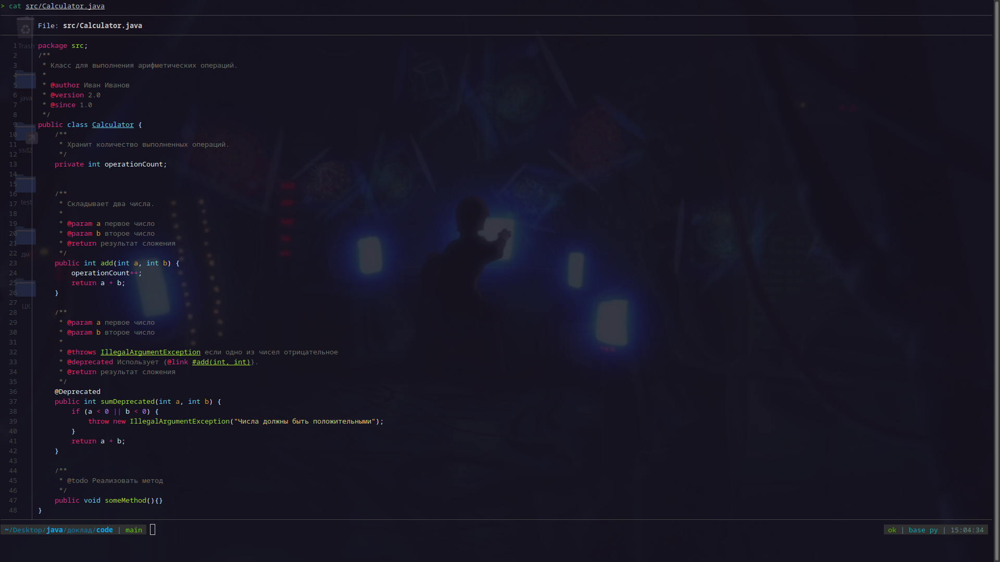 > cat src/Calculator.java
File: src/Calculator.java
1 package src;
2 /**
3  * Класс для выполнения арифметических операций.
4  *
5  * @author Иван Иванов
6  * @version 2.0
7  * @since 1.0
8  */
9 public class Calculator {
10     /**
11      * Хранит количество выполненных операций.
12      */
13     private int operationCount;
14
15
16     /**
17      * Складывает два числа.
18      *
19      * @param a первое число
20      * @param b второе число
21      * @return результат сложения
22      */
23     public int add(int a, int b) {
24         operationCount++;
25         return a + b;
26     }
27
28     /**
29      * @param a первое число
30      * @param b второе число
31      *
32      * @throws IllegalArgumentException если одно из чисел отрицательное
33      * @deprecated Использует {@link #add(int, int)}.
34      * @return результат сложения
35      */
36     @Deprecated
37     public int sumDeprecated(int a, int b) {
38         if (a < 0 || b < 0) {
39             throw new IllegalArgumentException("Числа должны быть положительными");
40         }
41         return a + b;
42     }
43
44     /**
45      * @todo Реализовать метод
46      */
47     public void someMethod(){}
48 }
~/Desktop/java/доклад/code | main
ok | base py | 15:04:34
Trash
java
ssd2
test
дм
ЦК